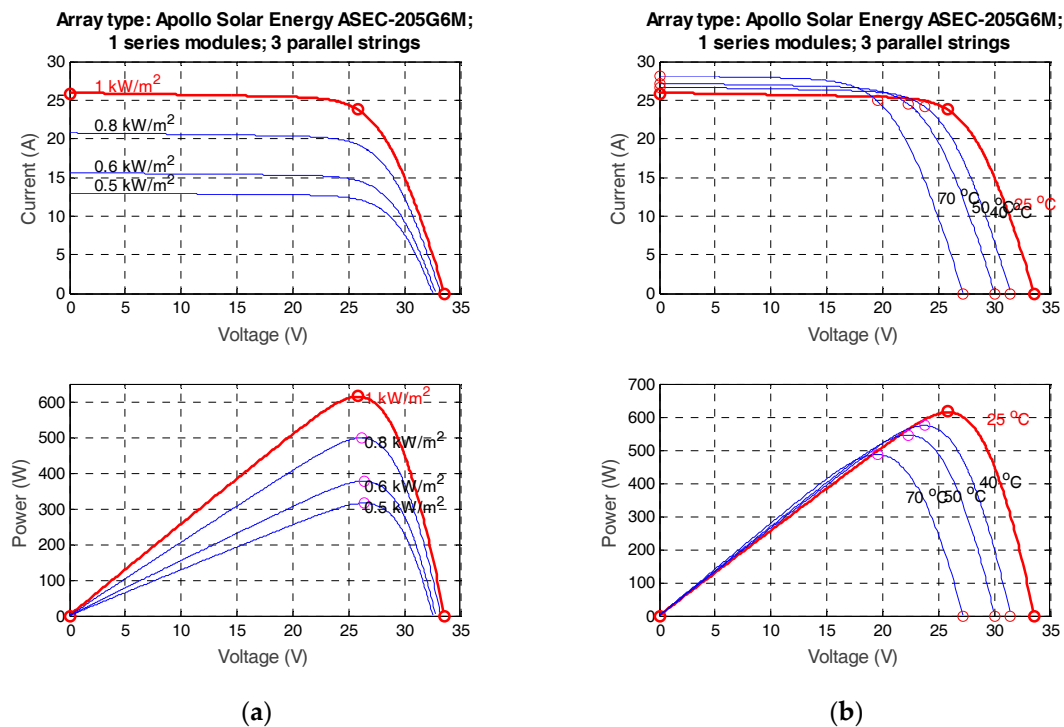 Array type: Apollo Solar Energy ASEC-205G6M;
1 series modules; 3 parallel strings
30
25
20
15
10
5
0
Current (A)
1 kW/m²
0.8 kW/m²
0.6 kW/m²
0.5 kW/m²
0 5 10 15 20 25 30 35
Voltage (V)
600
500
400
300
200
100
0
Power (W)
1 kW/m²
0.8 kW/m²
0.6 kW/m²
0.5 kW/m²
0 5 10 15 20 25 30 35
Voltage (V)
(a)
Array type: Apollo Solar Energy ASEC-205G6M;
1 series modules; 3 parallel strings
30
25
20
15
10
5
0
Current (A)
70 °C
50 °C
40 °C
25 °C
0 5 10 15 20 25 30 35
Voltage (V)
700
600
500
400
300
200
100
0
Power (W)
25 °C
40 °C
50 °C
70 °C
0 5 10 15 20 25 30 35
Voltage (V)
(b)